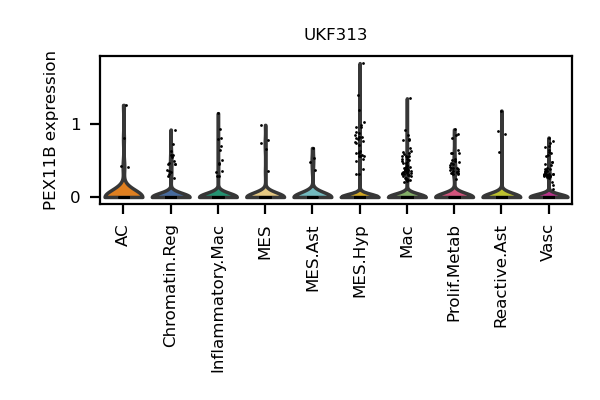 UKF313
PEX11B expression
1
0
AC
Chromatin.Reg
Inflammatory.Mac
MES
MES.Ast
MES.Hyp
Mac
Prolif.Metab
Reactive.Ast
Vasc